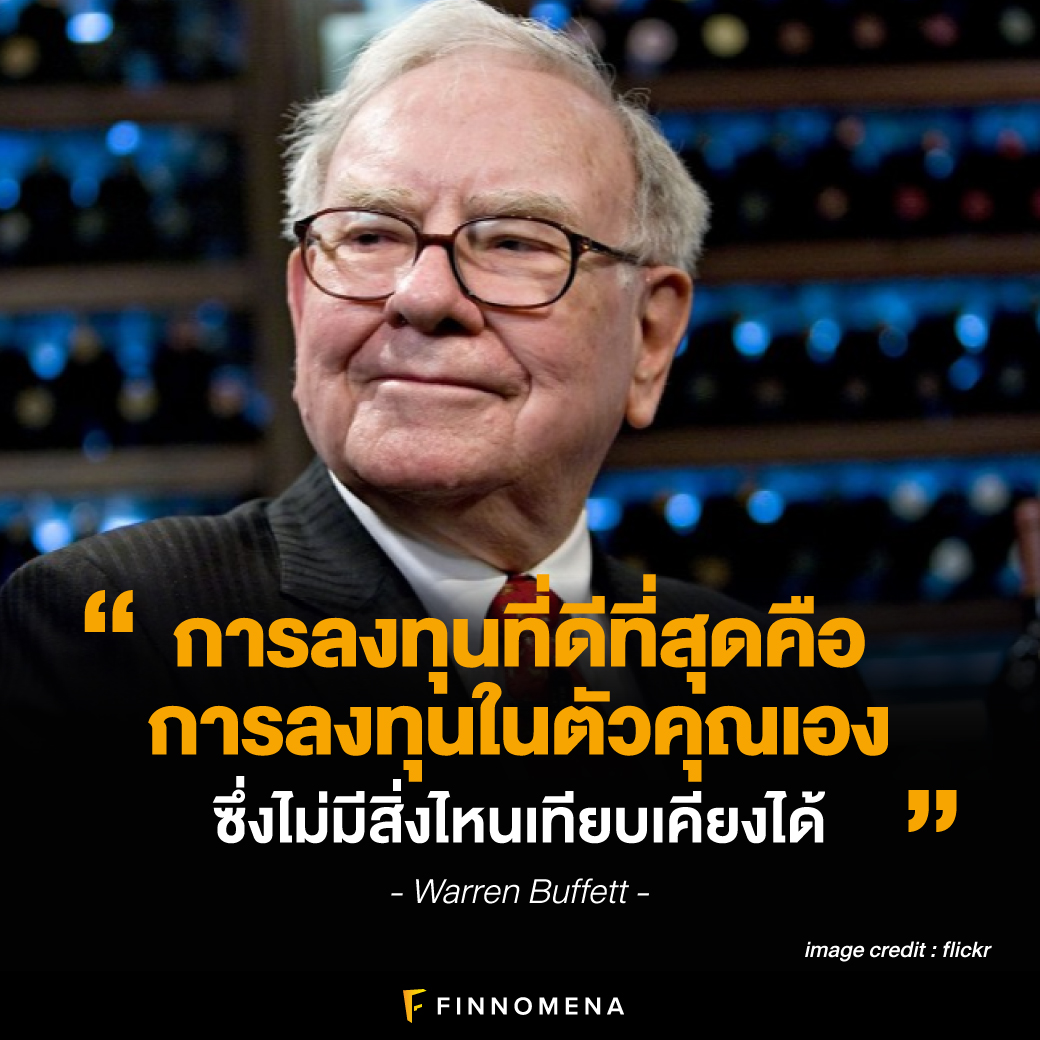 “ การลงทุนที่ดีที่สุดคือ
การลงทุนในตัวคุณเอง
ซึ่งไม่มีสิ่งไหนเทียบเคียงได้ ”
- Warren Buffett -
image credit : flickr
FINNOMENA